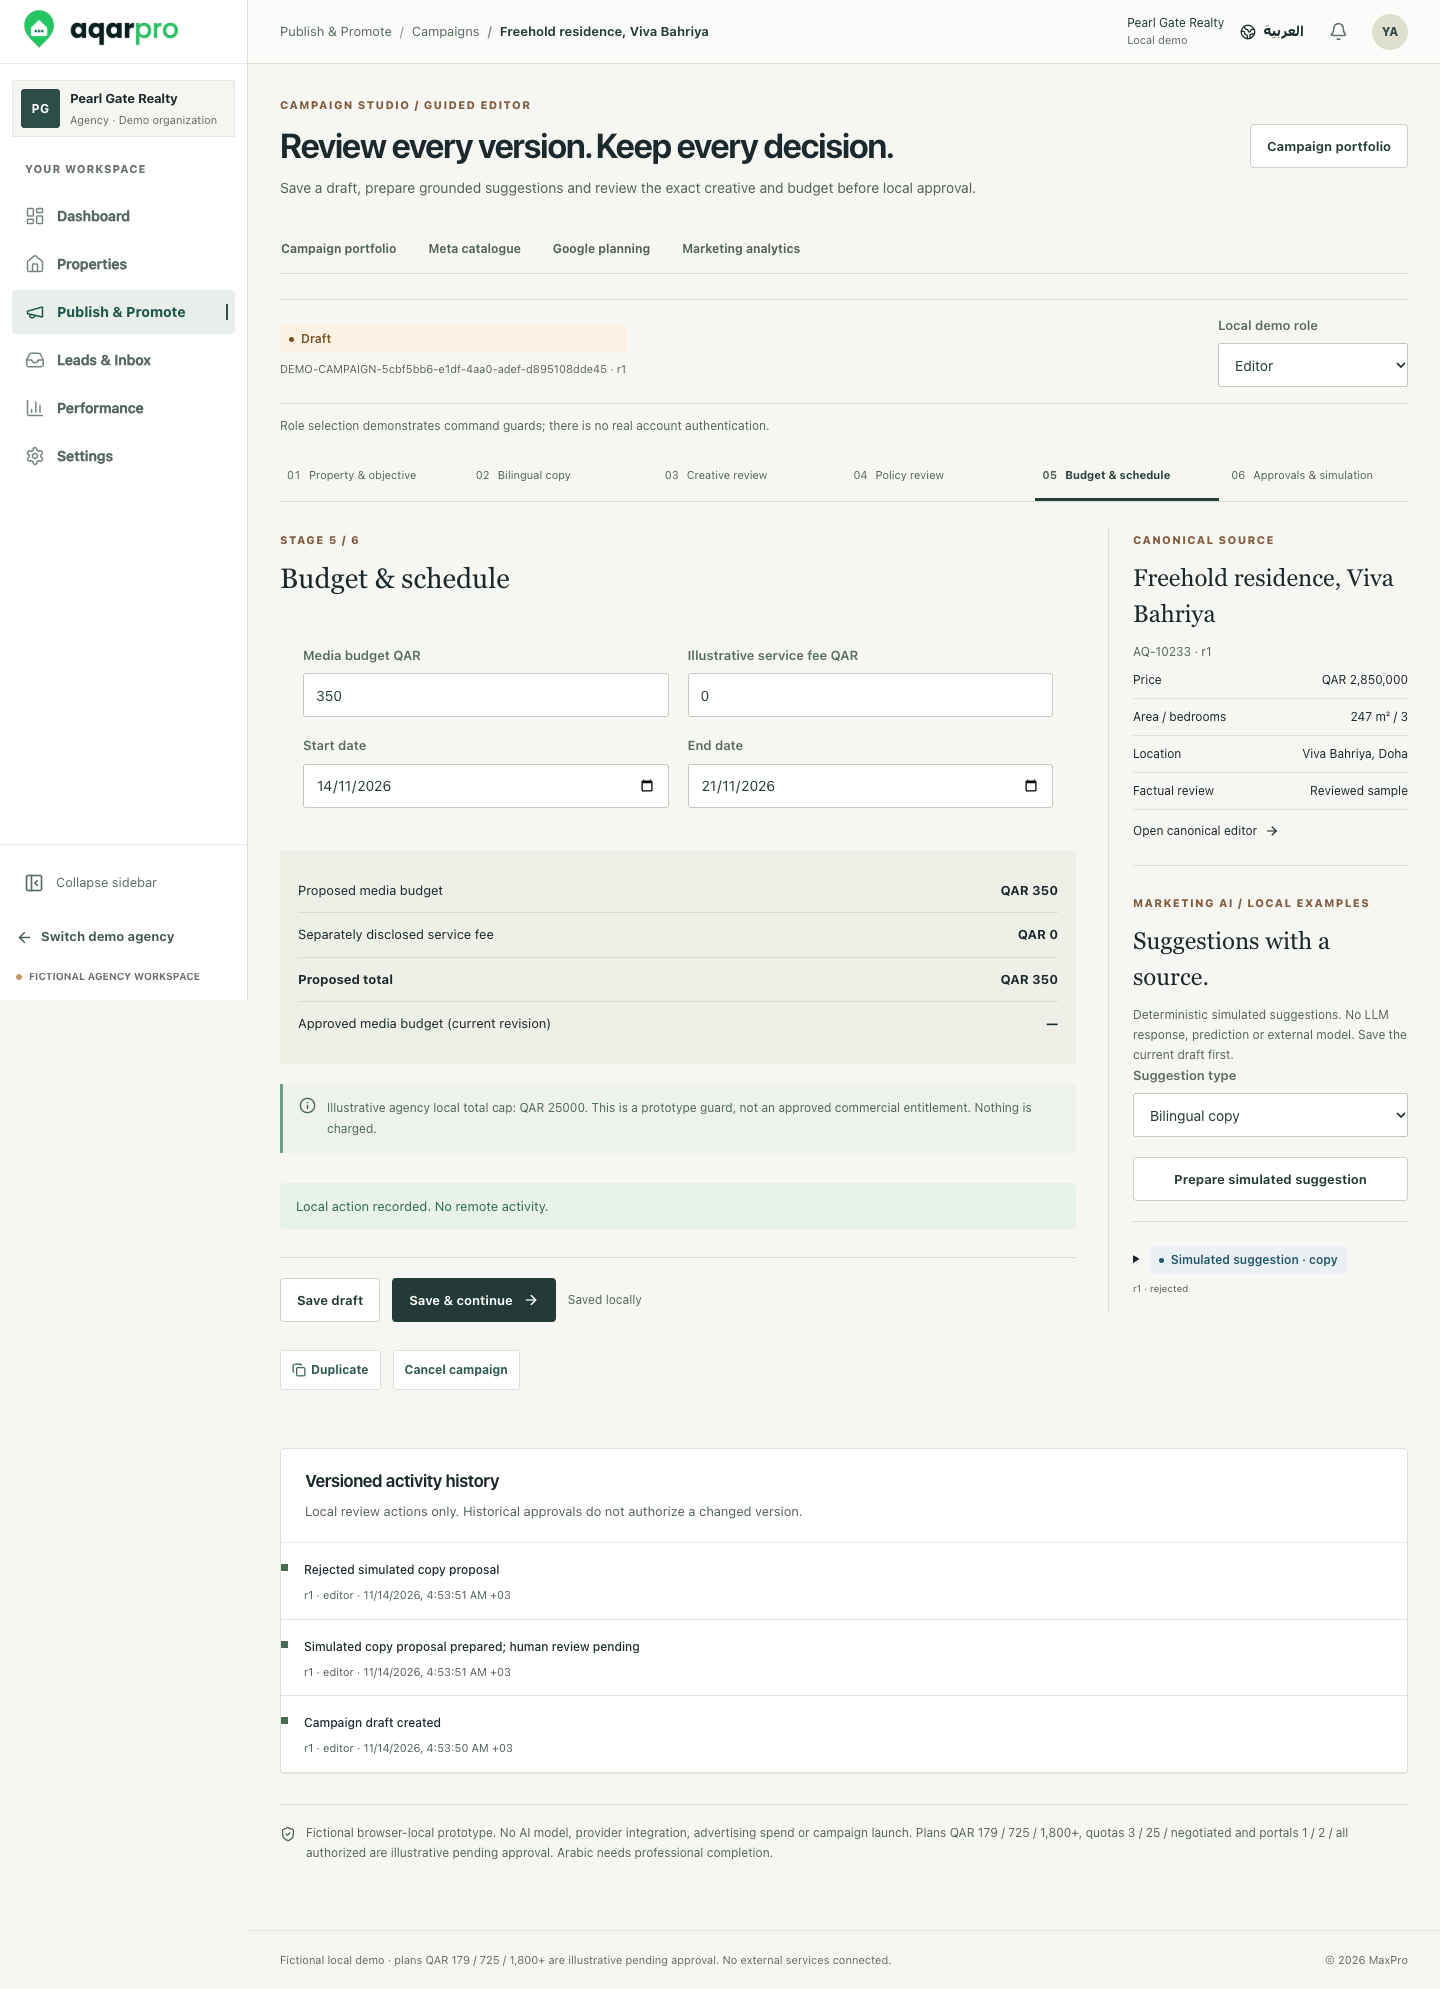 aqarpro
Publish & Promote / Campaigns / Freehold residence, Viva Bahriya
Pearl Gate Realty
Local demo
العربية
YA
PG
Pearl Gate Realty
Agency · Demo organization
YOUR WORKSPACE
Dashboard
Properties
Publish & Promote
Leads & Inbox
Performance
Settings
Collapse sidebar
Switch demo agency
FICTIONAL AGENCY WORKSPACE
CAMPAIGN STUDIO / GUIDED EDITOR
Review every version. Keep every decision.
Save a draft, prepare grounded suggestions and review the exact creative and budget before local approval.
Campaign portfolio
Campaign portfolio
Meta catalogue
Google planning
Marketing analytics
Draft
DEMO-CAMPAIGN-5cbf5bb6-e1df-4aa0-adef-d895108dde45 · r1
Local demo role
Editor
Role selection demonstrates command guards; there is no real account authentication.
01 Property & objective
02 Bilingual copy
03 Creative review
04 Policy review
05 Budget & schedule
06 Approvals & simulation
STAGE 5 / 6
Budget & schedule
Media budget QAR
350
Illustrative service fee QAR
0
Start date
14/11/2026
End date
21/11/2026
Proposed media budget QAR 350
Separately disclosed service fee QAR 0
Proposed total QAR 350
Approved media budget (current revision) —
Illustrative agency local total cap: QAR 25000. This is a prototype guard, not an approved commercial entitlement. Nothing is
charged.
Local action recorded. No remote activity.
Save draft
Save & continue
Saved locally
Duplicate
Cancel campaign
CANONICAL SOURCE
Freehold residence, Viva
Bahriya
AQ-10233 · r1
Price QAR 2,850,000
Area / bedrooms 247 m² / 3
Location Viva Bahriya, Doha
Factual review Reviewed sample
Open canonical editor
MARKETING AI / LOCAL EXAMPLES
Suggestions with a
source.
Deterministic simulated suggestions. No LLM
response, prediction or external model. Save the
current draft first.
Suggestion type
Bilingual copy
Prepare simulated suggestion
Simulated suggestion · copy
r1 · rejected
Versioned activity history
Local review actions only. Historical approvals do not authorize a changed version.
Rejected simulated copy proposal
r1 · editor · 11/14/2026, 4:53:51 AM +03
Simulated copy proposal prepared; human review pending
r1 · editor · 11/14/2026, 4:53:51 AM +03
Campaign draft created
r1 · editor · 11/14/2026, 4:53:50 AM +03
Fictional browser-local prototype. No AI model, provider integration, advertising spend or campaign launch. Plans QAR 179 / 725 / 1,800+, quotas 3 / 25 / negotiated and portals 1 / 2 / all
authorized are illustrative pending approval. Arabic needs professional completion.
Fictional local demo · plans QAR 179 / 725 / 1,800+ are illustrative pending approval. No external services connected.
© 2026 MaxPro